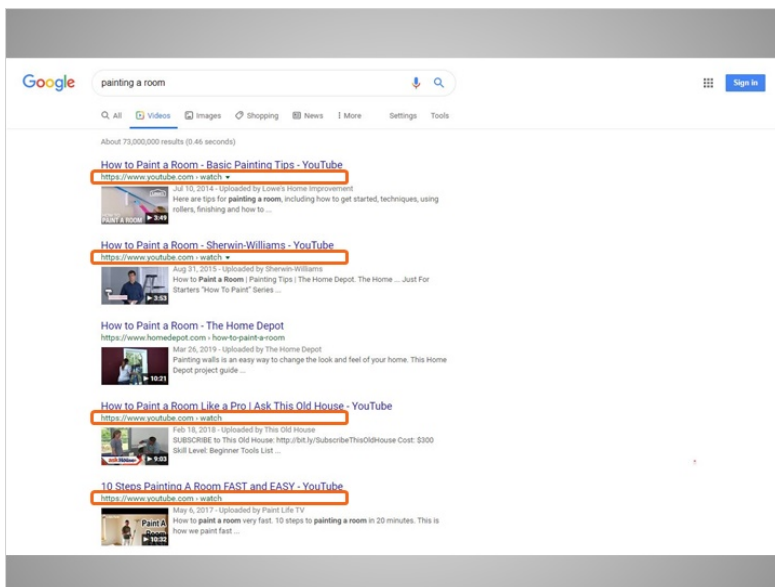 Google painting a room Sign in
All Videos Images Shopping News More Settings Tools
About 73,000,000 results (0.46 seconds)
How to Paint a Room - Basic Painting Tips - YouTube
https://www.youtube.com › watch
Jul 10, 2014 - Uploaded by Lowe's Home Improvement
Here are tips for painting a room, including how to get started, techniques, using
rollers, finishing and how to ...
PAINT A ROOM 3:49
How to Paint a Room - Sherwin-Williams - YouTube
https://www.youtube.com › watch
Aug 31, 2015 - Uploaded by Sherwin-Williams
How to Paint a Room | Painting Tips | The Home Depot. The Home ... Just For
Starters "How To Paint" Series ...
3:53
How to Paint a Room - The Home Depot
https://www.homedepot.com › how-to-paint-a-room
Mar 26, 2019 - Uploaded by The Home Depot
Painting walls is an easy way to change the look and feel of your home. This Home
Depot project guide ...
10:21
How to Paint a Room Like a Pro | Ask This Old House - YouTube
https://www.youtube.com › watch
Feb 18, 2018 - Uploaded by This Old House
SUBSCRIBE to This Old House: http://bit.ly/SubscribeThisOldHouse Cost: $300
Skill Level: Beginner Tools List ...
9:03
10 Steps Painting A Room FAST and EASY - YouTube
https://www.youtube.com › watch
May 6, 2017 - Uploaded by Paint Life TV
How to paint a room very fast. 10 steps to painting a room in 20 minutes. This is
how we paint fast ...
Paint A
Room
10:32